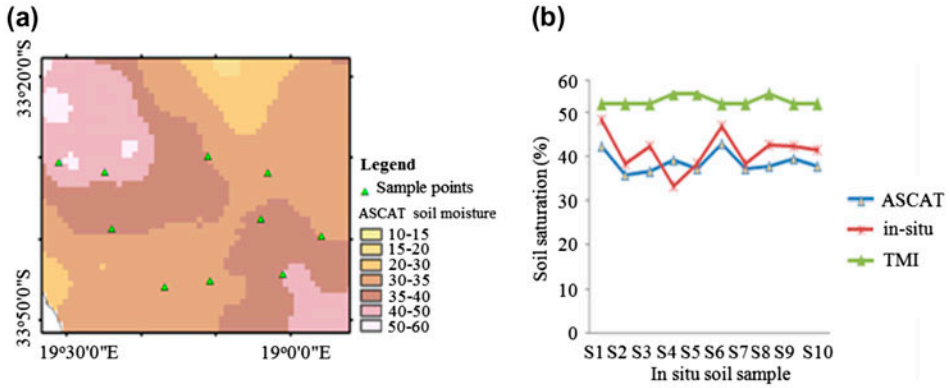 (a)
33°20'0"S
33°50'0"S
19°30'0"E
19°0'0"E
Legend
Sample points
ASCAT soil moisture
10-15
15-20
20-30
30-35
35-40
40-50
50-60
(b)
Soil saturation (%)
60
50
40
30
20
10
0
S1 S2 S3 S4 S5 S6 S7 S8 S9 S10
In situ soil sample
ASCAT
in-situ
TMI